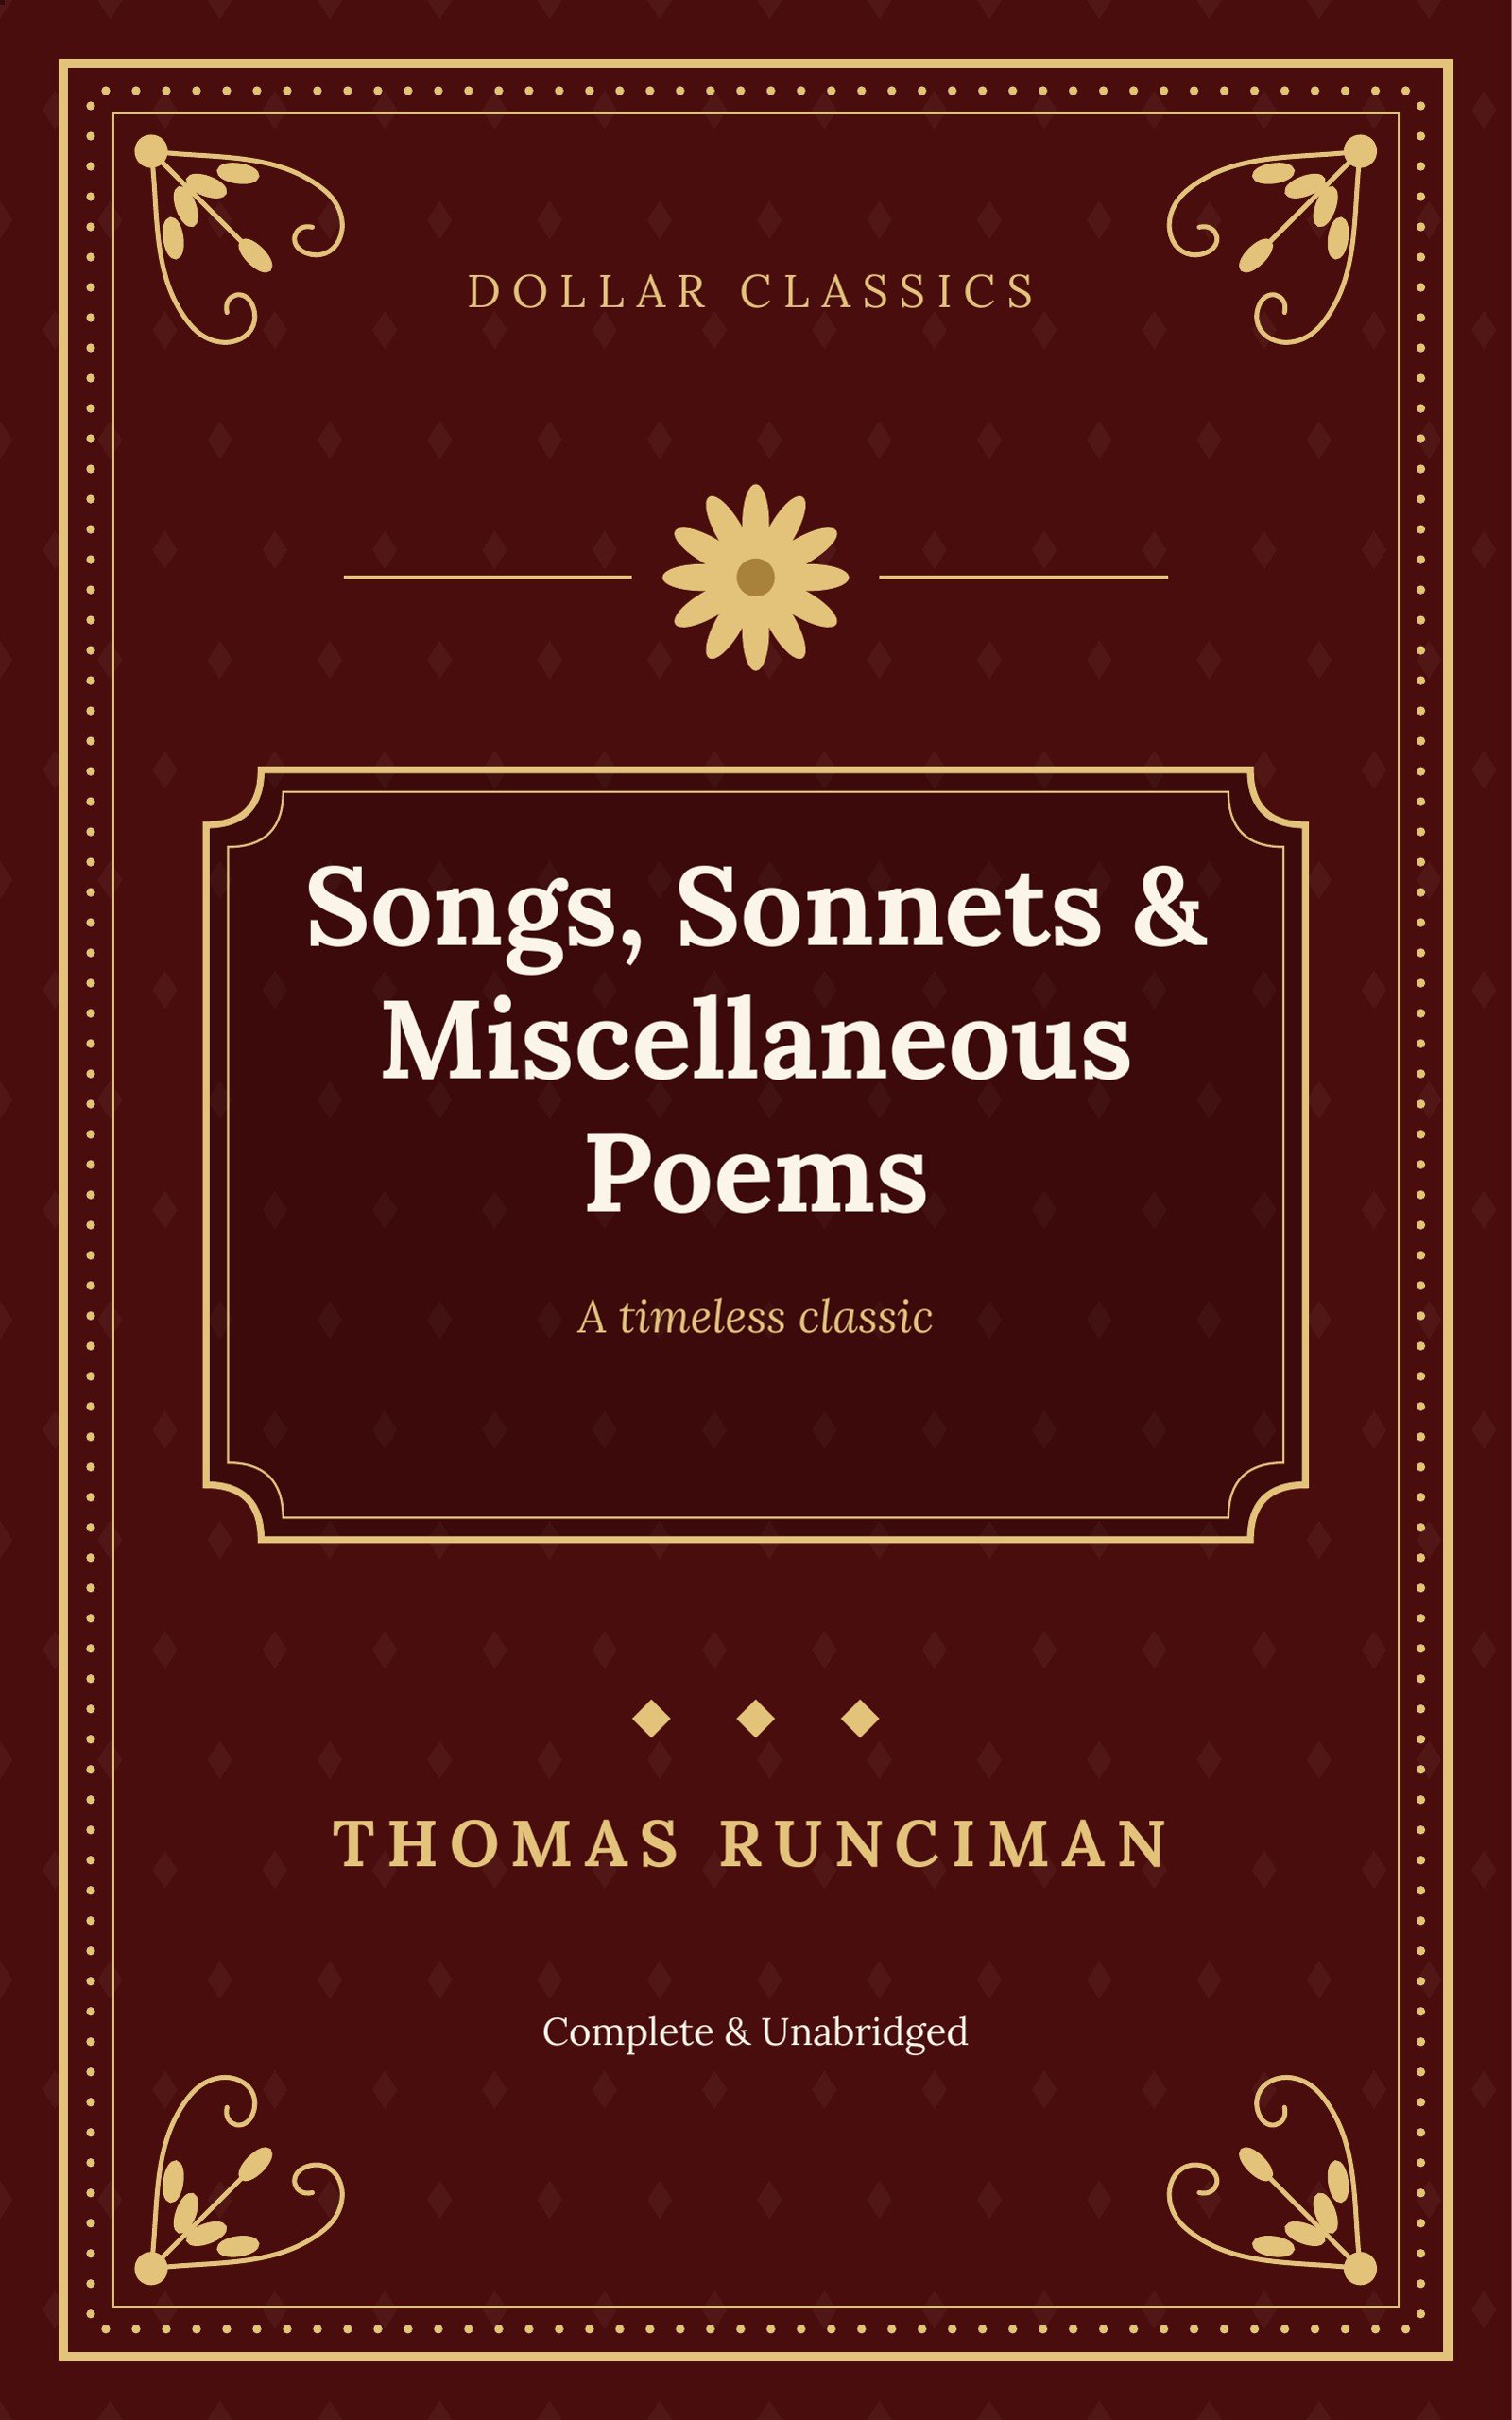 DOLLAR CLASSICS
Songs, Sonnets &
Miscellaneous
Poems
A timeless classic
THOMAS RUNCIMAN
Complete & Unabridged